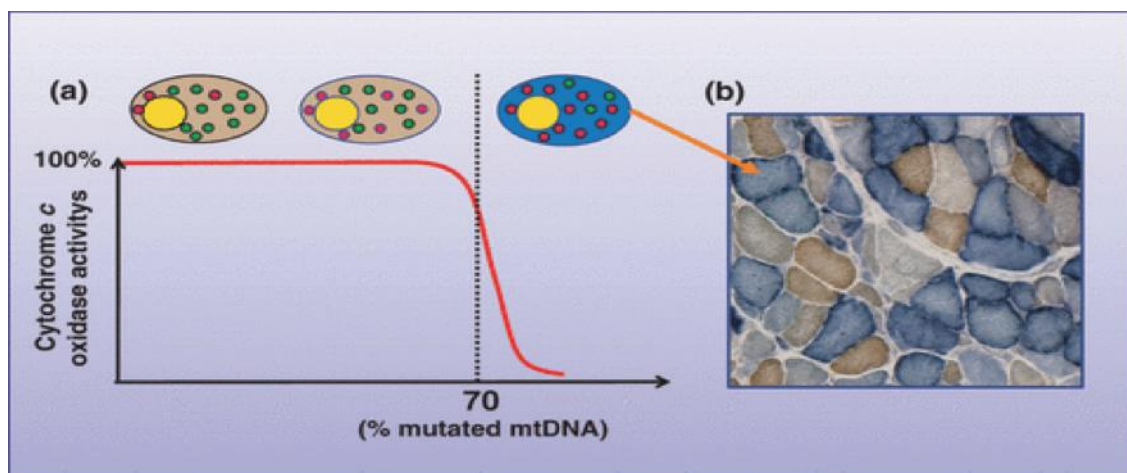 (a)
(b)
100%
Cytochrome c
oxidase activitys
70
(% mutated mtDNA)